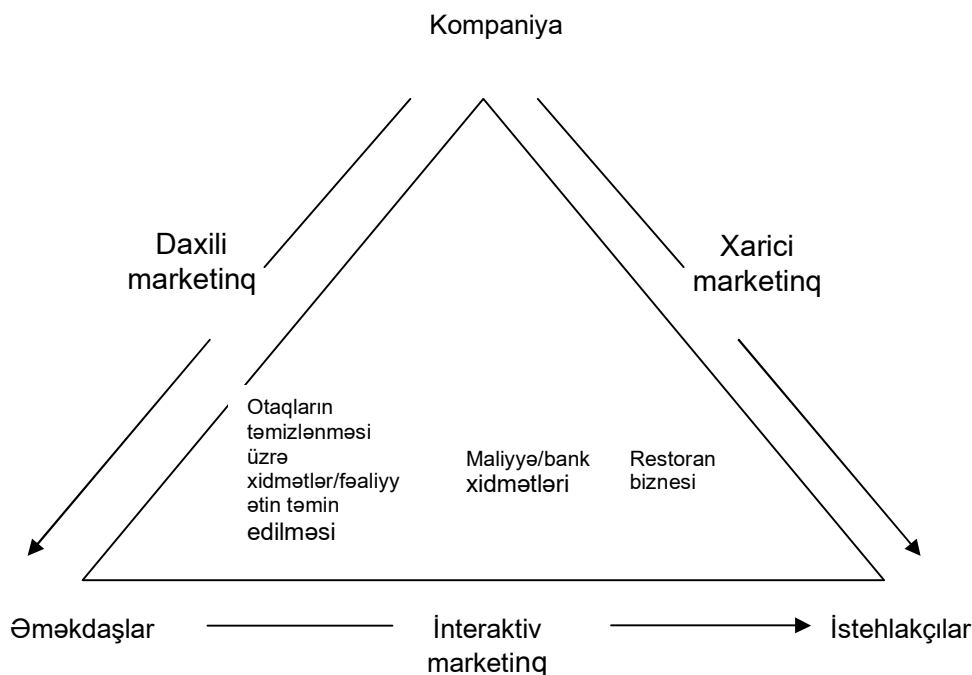 Kompaniya
Daxili
marketinq
Xarici
marketinq
Otaqların
təmizlənməsi
üzrə
xidmətlər/fəaliyy
ətin təmin
edilməsi
Maliyyə/bank
xidmətləri
Restoran
biznesi
Əməkdaşlar
İnteraktiv
marketinq
İstehlakçılar